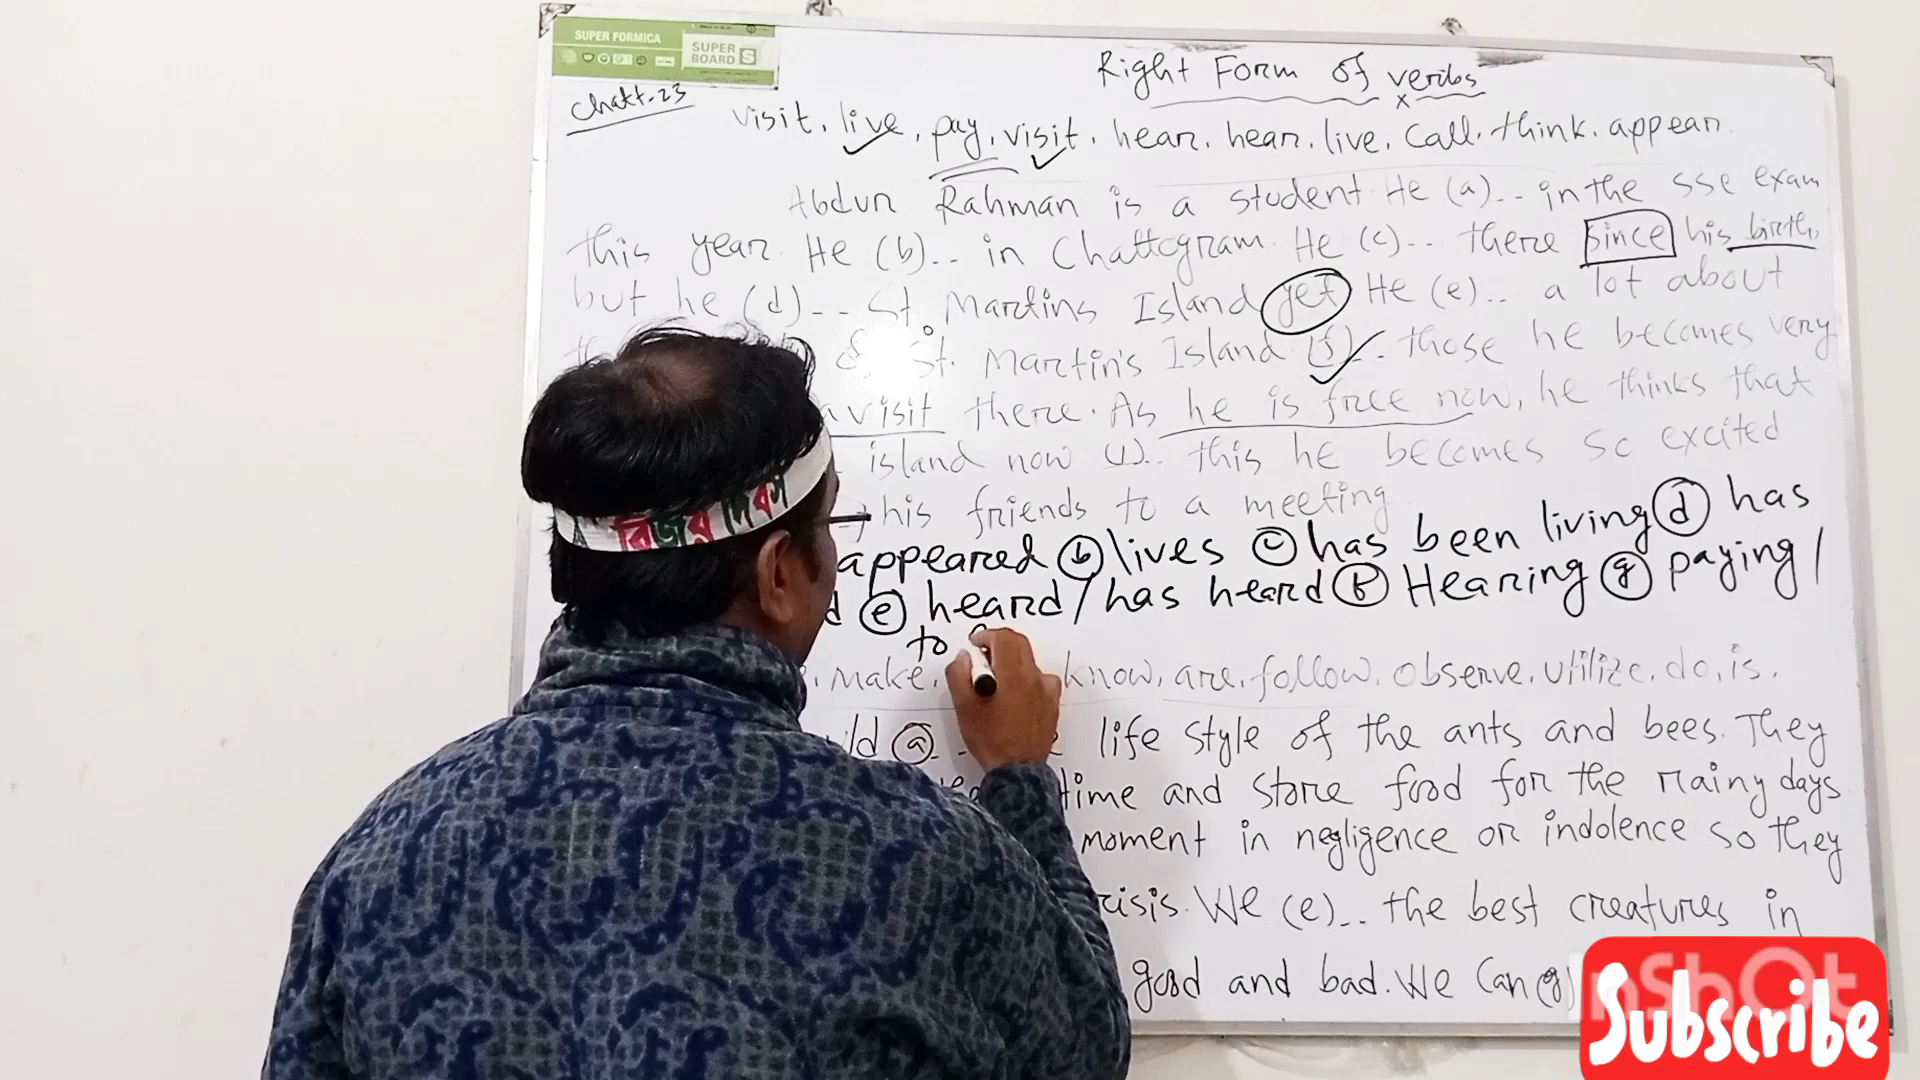 SUPER FORMICA
SUPER BOARD S
Right Form of verbs
x
Chatt-23
visit, live, pay, visit, hear, hear, live, call, think, appear.
Abdur Rahman is a student He (a)-- in the SSC exam
this year. He (b)-- in Chattogram. He (c)-- there since his birth,
but he (d)-- St. Martins Island yet He (e)-- a lot about
& St. Martin's Island (f)-- those he becomes very
a visit there. As he is free now, he thinks that
island now (i)-- this he becomes so excited
his friends to a meeting
appeared (b) lives (c) has been living (d) has
d (e) heard/has heard (f) Hearing (g) paying/
to
make, know, are, follow, observe, utilize, do, is.
ld (a) life style of the ants and bees. They
time and store food for the rainy days
moment in negligence or indolence so they
crisis. We (e)-- the best creatures in
good and bad. We can (g)
InShOt
Subscribe
বিজয় দিবস